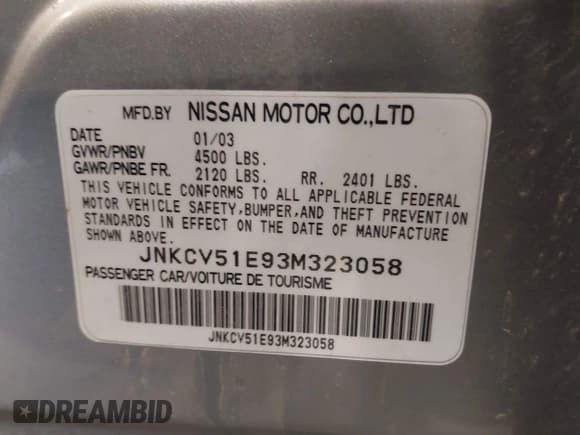 MFD.BY NISSAN MOTOR CO.,LTD
DATE 01/03
GVWR/PNBV 4500 LBS.
GAWR/PNBE FR. 2120 LBS. RR. 2401 LBS.
THIS VEHICLE CONFORMS TO ALL APPLICABLE FEDERAL
MOTOR VEHICLE SAFETY,BUMPER,AND THEFT PREVENTION
STANDARDS IN EFFECT ON THE DATE OF MANUFACTURE
SHOWN ABOVE.
JNKCV51E93M323058
PASSENGER CAR/VOITURE DE TOURISME
JNKCV51E93M323058
DREAMBID